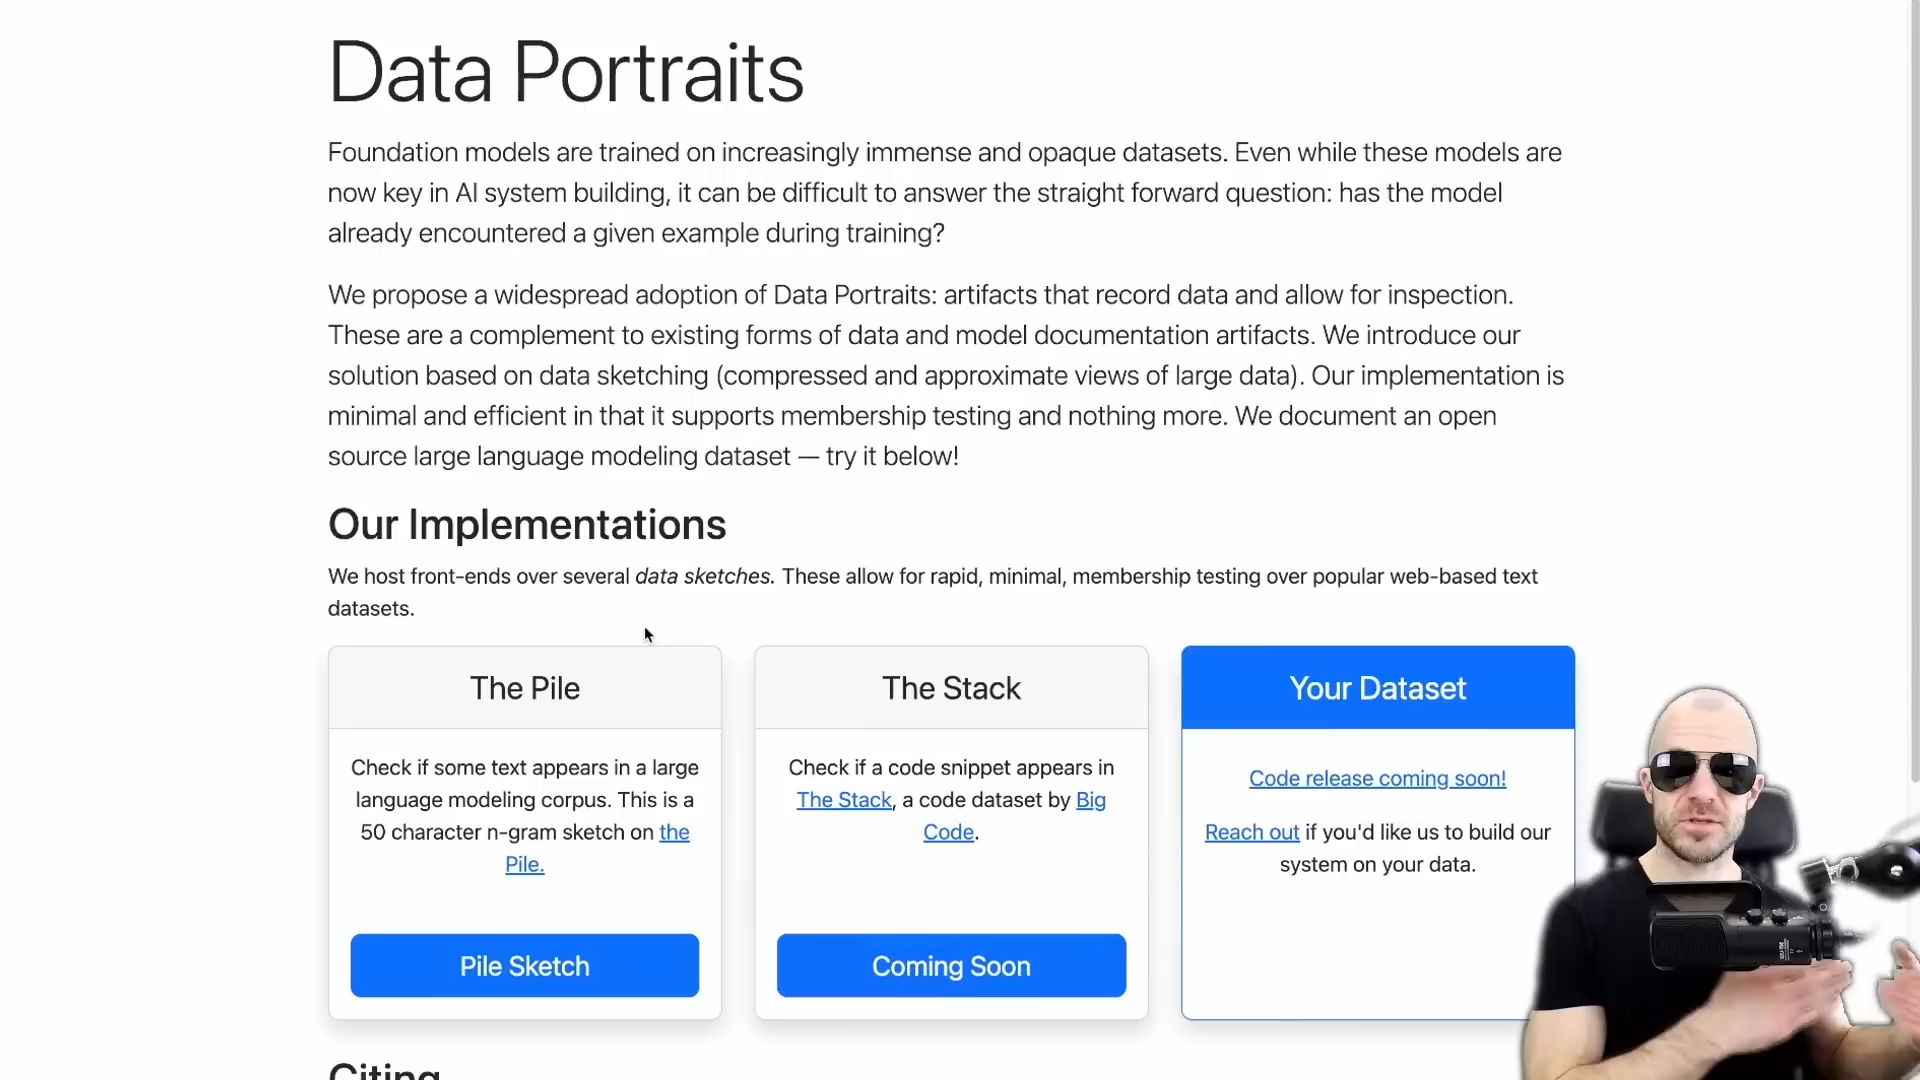 Data Portraits
Foundation models are trained on increasingly immense and opaque datasets. Even while these models are
now key in AI system building, it can be difficult to answer the straight forward question: has the model
already encountered a given example during training?
We propose a widespread adoption of Data Portraits: artifacts that record data and allow for inspection.
These are a complement to existing forms of data and model documentation artifacts. We introduce our
solution based on data sketching (compressed and approximate views of large data). Our implementation is
minimal and efficient in that it supports membership testing and nothing more. We document an open
source large language modeling dataset — try it below!
Our Implementations
We host front-ends over several data sketches. These allow for rapid, minimal, membership testing over popular web-based text
datasets.
The Pile
Check if some text appears in a large
language modeling corpus. This is a
50 character n-gram sketch on the
Pile.
Pile Sketch
The Stack
Check if a code snippet appears in
The Stack, a code dataset by Big
Code.
Coming Soon
Your Dataset
Code release coming soon!
Reach out if you'd like us to build our
system on your data.
Citing